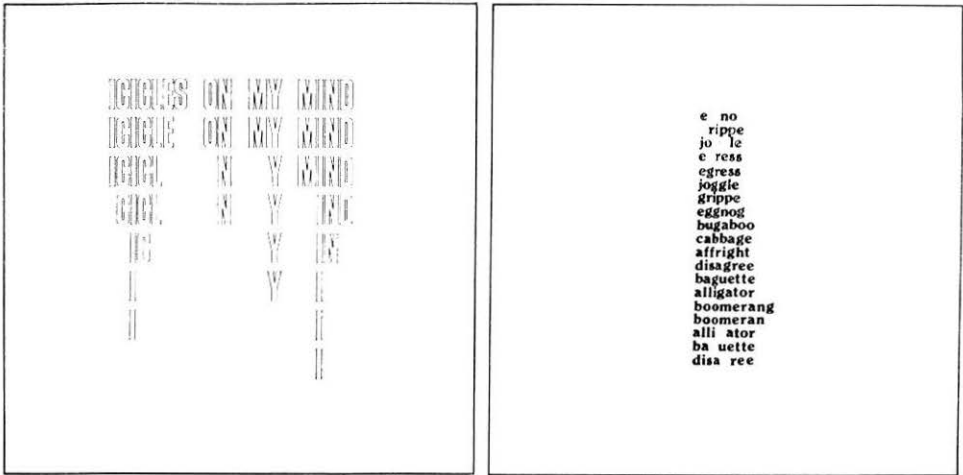 ICICLES ON MY MIND
ICICLE ON MY MIND
ICICL N Y MIND
CICL N Y IND
IC Y IN
I Y I
I I
I
e no
rippe
jo le
e ress
egress
joggle
grippe
eggnog
bugaboo
cabbage
affright
disagree
baguette
alligator
boomerang
boomeran
alli ator
ba uette
disa ree